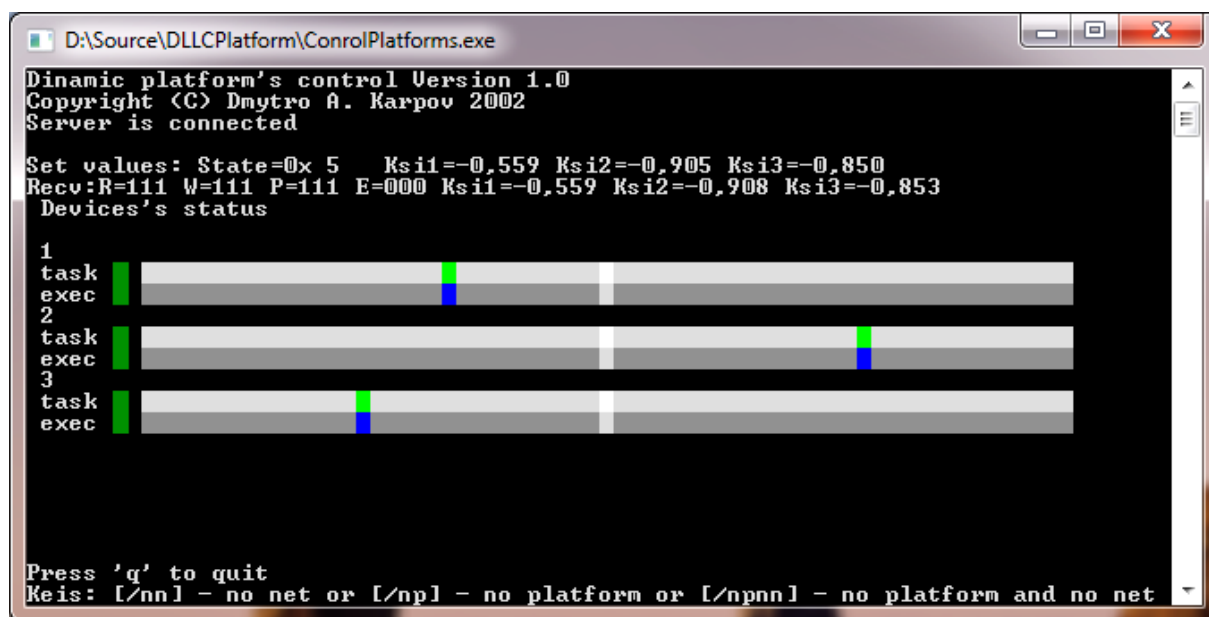 D:\Source\DLLCPlatform\ConrolPlatforms.exe
Dinamic platform's control Version 1.0
Copyright (C) Dmytro A. Karpov 2002
Server is connected
Set values: State=0x 5 Ksi1=-0,559 Ksi2=-0,905 Ksi3=-0,850
Recv:R=111 W=111 P=111 E=000 Ksi1=-0,559 Ksi2=-0,908 Ksi3=-0,853
Devices's status
1
task
exec
2
task
exec
3
task
exec
Press 'q' to quit
Keis: [/nn] - no net or [/np] - no platform or [/npnn] - no platform and no net